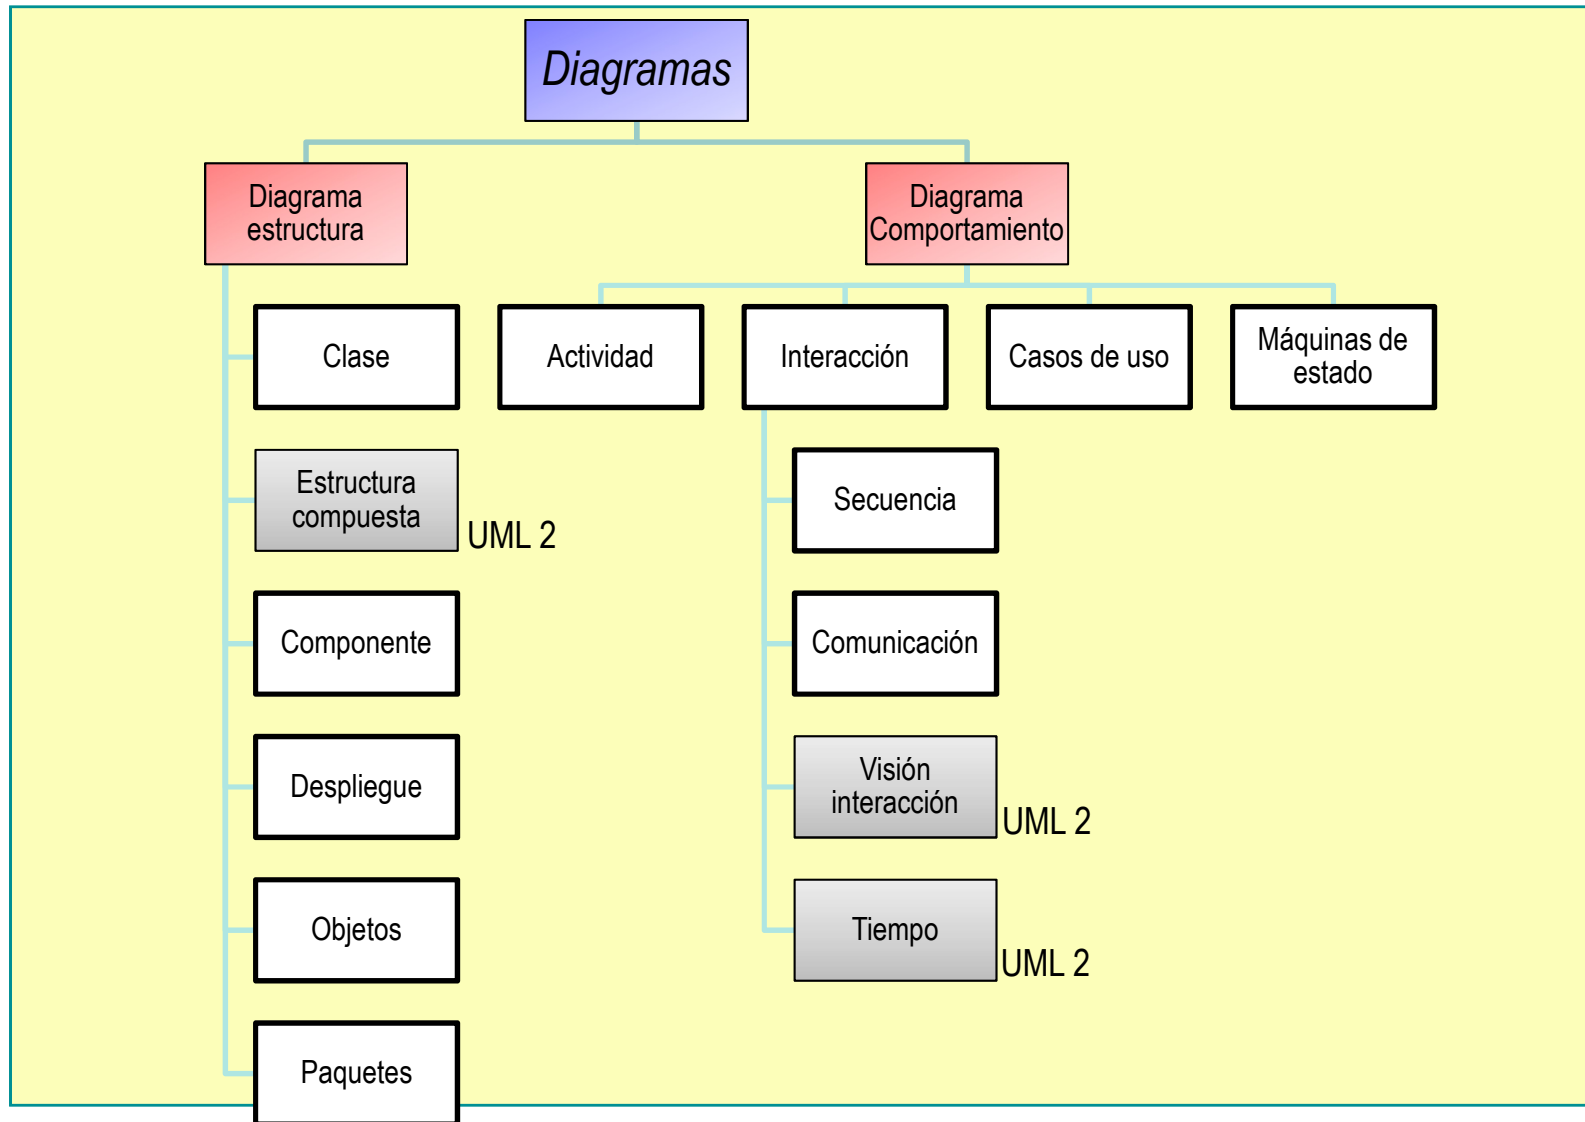 Diagramas
Diagrama
estructura
Diagrama
Comportamiento
Clase
Actividad
Interacción
Casos de uso
Máquinas de
estado
Estructura
compuesta
UML 2
Secuencia
Componente
Comunicación
Despliegue
Visión
interacción
UML 2
Objetos
Tiempo
UML 2
Paquetes